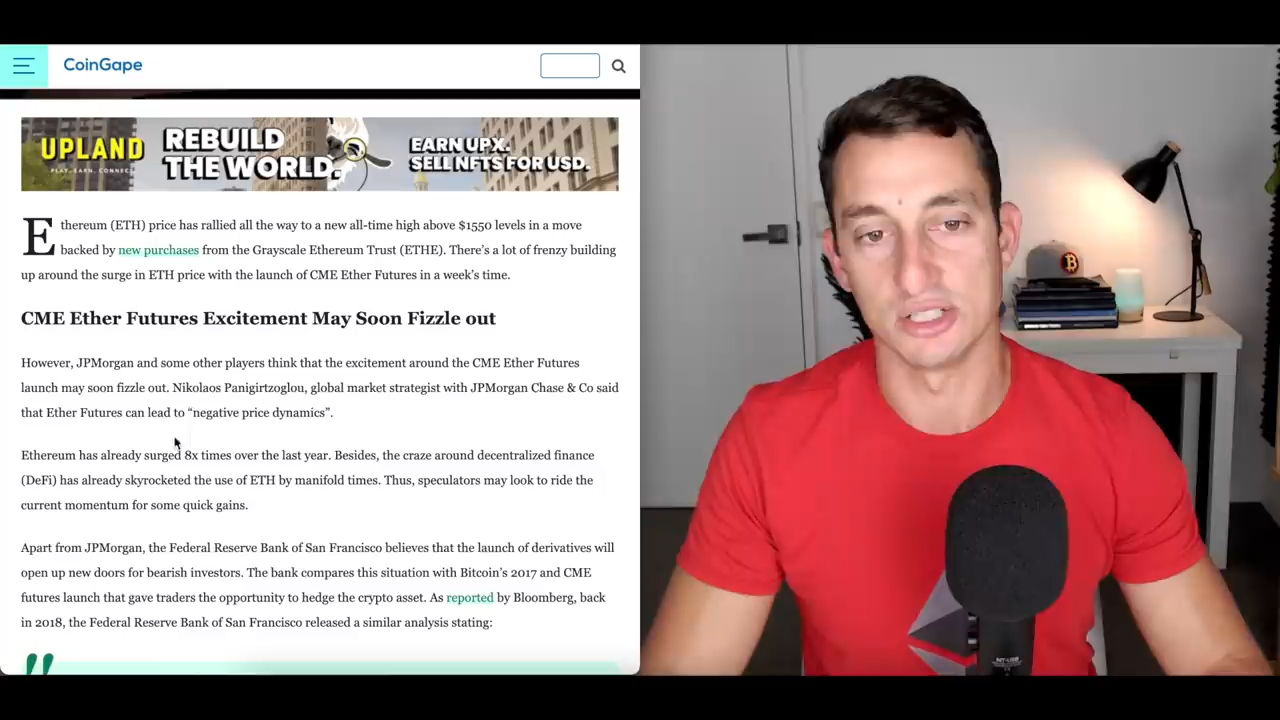 CoinGape
UPLAND
PLAY. EARN. CONNECT.
REBUILD
THE WORLD.
EARN UPX.
SELL NFTS FOR USD.
Ethereum (ETH) price has rallied all the way to a new all-time high above $1550 levels in a move
backed by new purchases from the Grayscale Ethereum Trust (ETHE). There's a lot of frenzy building
up around the surge in ETH price with the launch of CME Ether Futures in a week's time.
CME Ether Futures Excitement May Soon Fizzle out
However, JPMorgan and some other players think that the excitement around the CME Ether Futures
launch may soon fizzle out. Nikolaos Panigirtzoglou, global market strategist with JPMorgan Chase & Co said
that Ether Futures can lead to “negative price dynamics”.
Ethereum has already surged 8x times over the last year. Besides, the craze around decentralized finance
(DeFi) has already skyrocketed the use of ETH by manifold times. Thus, speculators may look to ride the
current momentum for some quick gains.
Apart from JPMorgan, the Federal Reserve Bank of San Francisco believes that the launch of derivatives will
open up new doors for bearish investors. The bank compares this situation with Bitcoin's 2017 and CME
futures launch that gave traders the opportunity to hedge the crypto asset. As reported by Bloomberg, back
in 2018, the Federal Reserve Bank of San Francisco released a similar analysis stating:
"
NT-USB